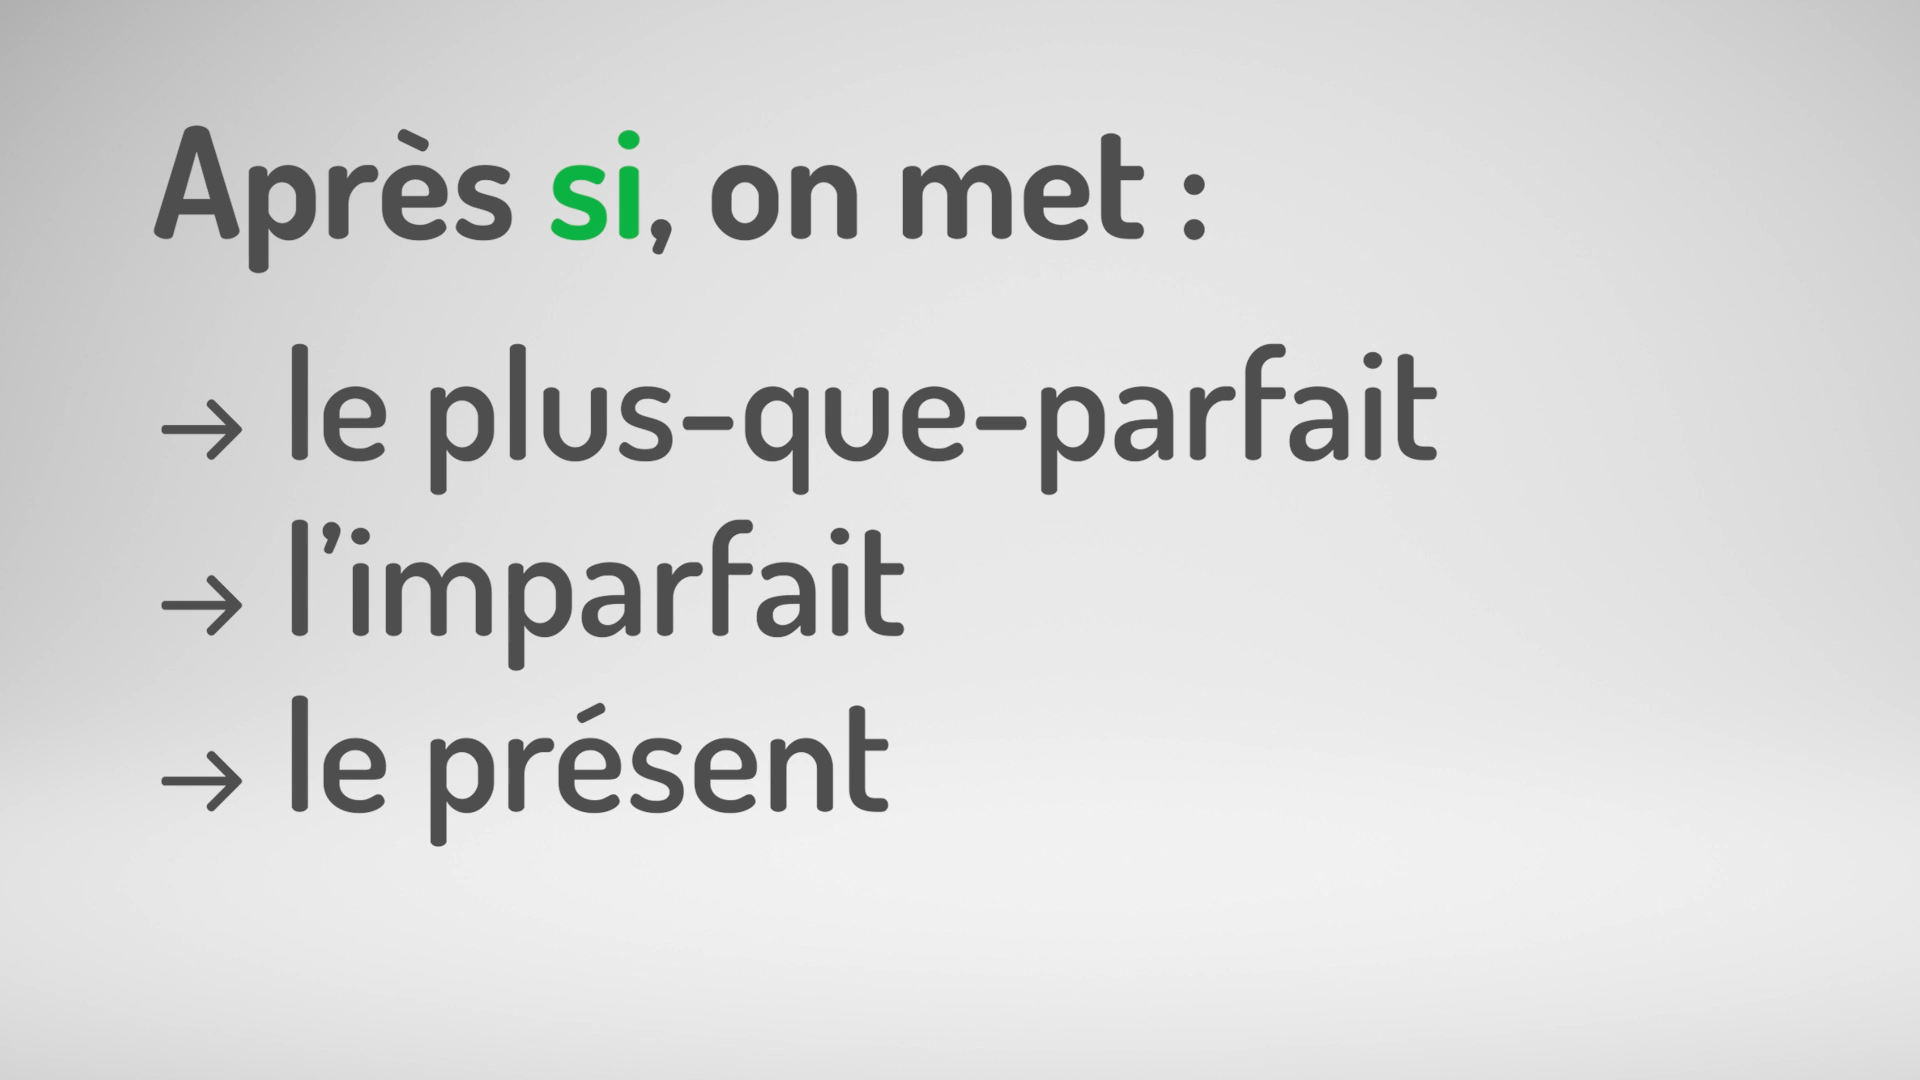 Après si, on met :
→ le plus-que-parfait
→ l’imparfait
→ le présent